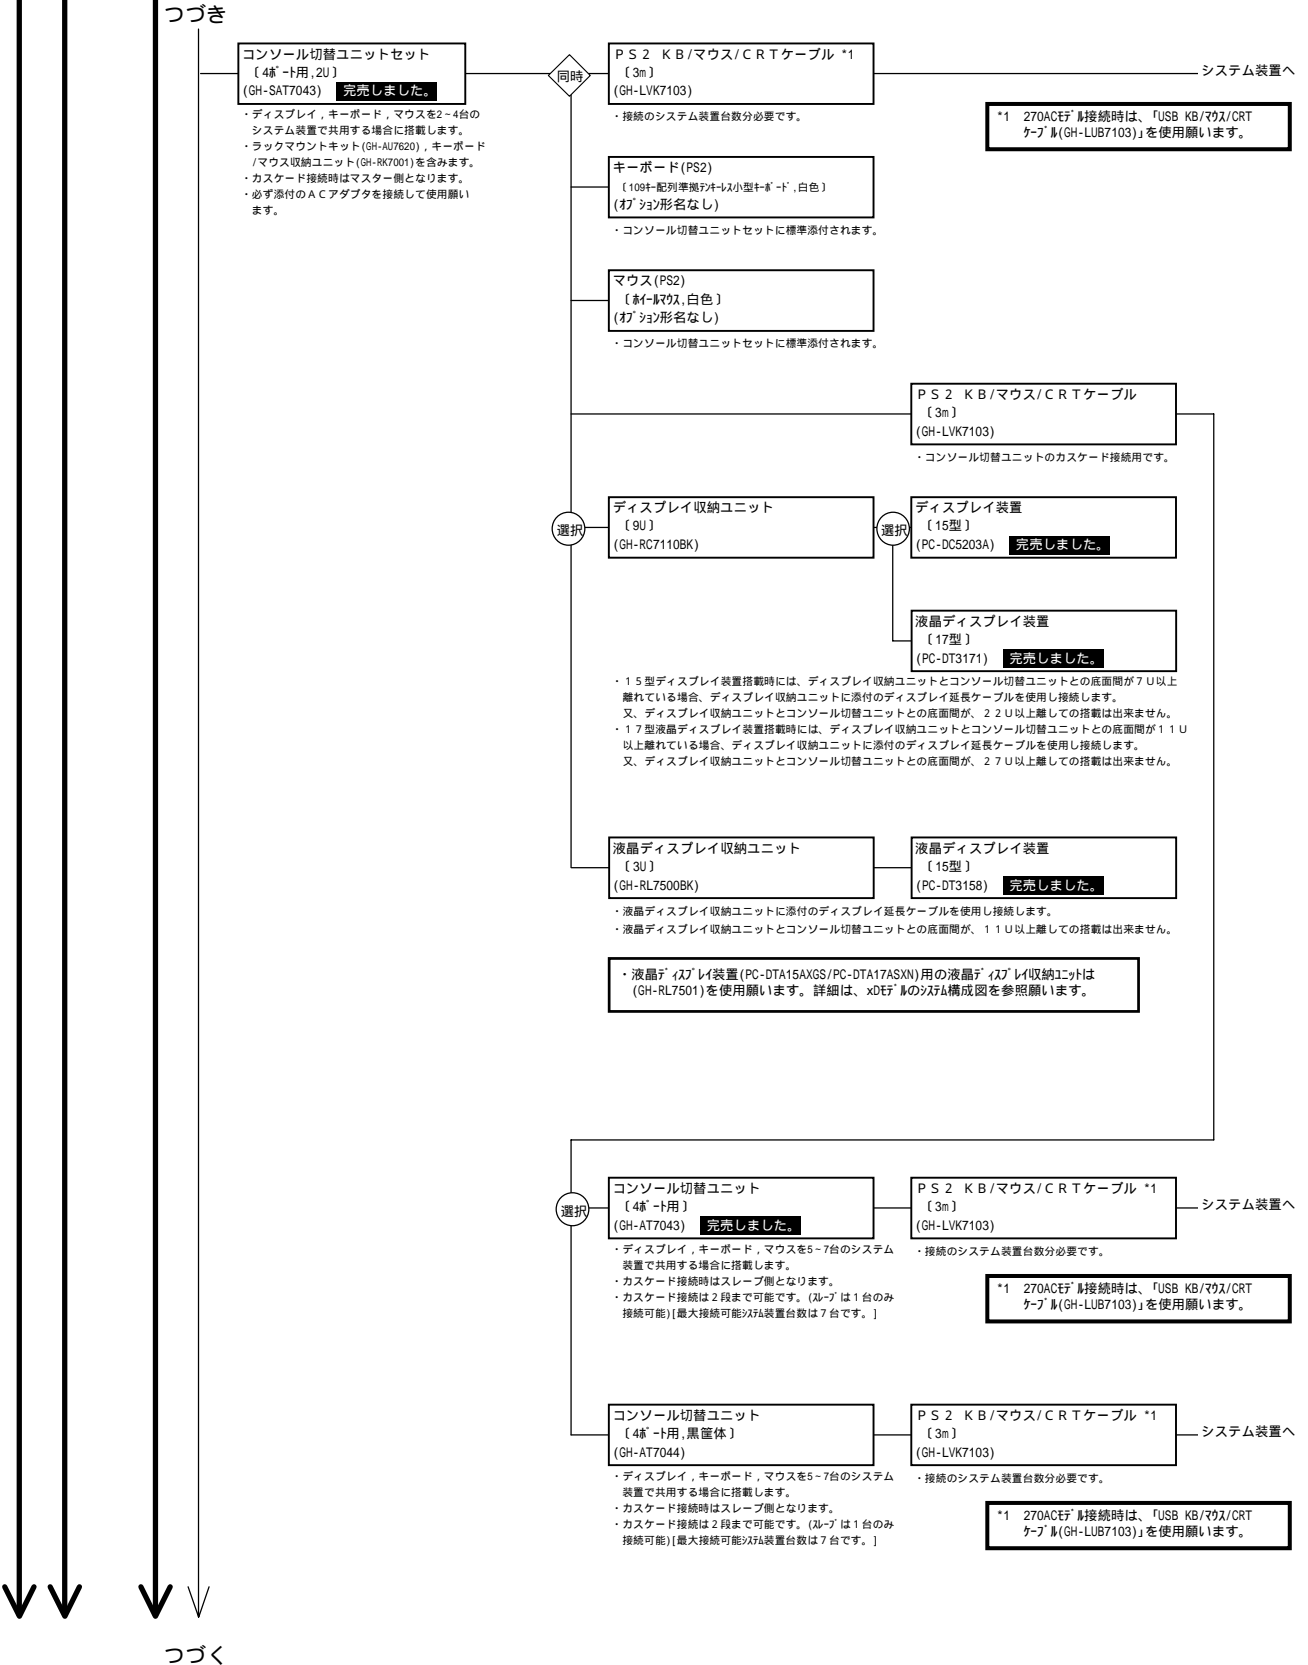 つづき
コンソール切替ユニットセット
〔4ﾎﾟｰﾄ用,2U〕
(GH-SAT7043) 完売しました。
・ディスプレイ，キーボード，マウスを2~4台の
システム装置で共用する場合に搭載します。
・ラックマウントキット(GH-AU7620)，キーボード
/マウス収納ユニット(GH-RK7001)を含みます。
・カスケード接続時はマスター側となります。
・必ず添付のＡＣアダプタを接続して使用願い
ます。
同時
ＰＳ２ ＫＢ/マウス/ＣＲＴケーブル *1
〔3m〕
(GH-LVK7103)
・接続のシステム装置台数分必要です。
システム装置へ
*1 270ACﾓﾃﾞﾙ接続時は、「USB KB/ﾏｳｽ/CRT
ｹｰﾌﾞﾙ(GH-LUB7103)」を使用願います。
キーボード(PS2)
〔109ｷｰ配列準拠ﾃﾝｷｰﾚｽ小型ｷｰﾎﾞｰﾄﾞ,白色〕
(ｵﾌﾟｼｮﾝ形名なし)
・コンソール切替ユニットセットに標準添付されます。
マウス(PS2)
〔ﾎｲｰﾙﾏｳｽ,白色〕
(ｵﾌﾟｼｮﾝ形名なし)
・コンソール切替ユニットセットに標準添付されます。
ＰＳ２ ＫＢ/マウス/ＣＲＴケーブル
〔3m〕
(GH-LVK7103)
・コンソール切替ユニットのカスケード接続用です。
選択
ディスプレイ収納ユニット
〔9U〕
(GH-RC7110BK)
選択
ディスプレイ装置
〔15型〕
(PC-DC5203A) 完売しました。
液晶ディスプレイ装置
〔17型〕
(PC-DT3171) 完売しました。
・１５型ディスプレイ装置搭載時には、ディスプレイ収納ユニットとコンソール切替ユニットとの底面間が７Ｕ以上
離れている場合、ディスプレイ収納ユニットに添付のディスプレイ延長ケーブルを使用し接続します。
又、ディスプレイ収納ユニットとコンソール切替ユニットとの底面間が、２２Ｕ以上離しての搭載は出来ません。
・１７型液晶ディスプレイ装置搭載時には、ディスプレイ収納ユニットとコンソール切替ユニットとの底面間が１１Ｕ
以上離れている場合、ディスプレイ収納ユニットに添付のディスプレイ延長ケーブルを使用し接続します。
又、ディスプレイ収納ユニットとコンソール切替ユニットとの底面間が、２７Ｕ以上離しての搭載は出来ません。
液晶ディスプレイ収納ユニット
〔3U〕
(GH-RL7500BK)
液晶ディスプレイ装置
〔15型〕
(PC-DT3158) 完売しました。
・液晶ディスプレイ収納ユニットに添付のディスプレイ延長ケーブルを使用し接続します。
・液晶ディスプレイ収納ユニットとコンソール切替ユニットとの底面間が、１１Ｕ以上離しての搭載は出来ません。
・液晶ﾃﾞｨｽﾌﾟﾚｲ装置(PC-DTA15AXGS/PC-DTA17ASXN)用の液晶ﾃﾞｨｽﾌﾟﾚｲ収納ﾕﾆｯﾄは
(GH-RL7501)を使用願います。詳細は、xDﾓﾃﾞﾙのｼｽﾃﾑ構成図を参照願います。
選択
コンソール切替ユニット
〔4ﾎﾟｰﾄ用〕
(GH-AT7043) 完売しました。
・ディスプレイ，キーボード，マウスを5~7台のシステム
装置で共用する場合に搭載します。
・カスケード接続時はスレーブ側となります。
・カスケード接続は２段まで可能です。(ｽﾚｰﾌﾞは１台のみ
接続可能)[最大接続可能ｼｽﾃﾑ装置台数は７台です。]
ＰＳ２ ＫＢ/マウス/ＣＲＴケーブル *1
〔3m〕
(GH-LVK7103)
・接続のシステム装置台数分必要です。
システム装置へ
*1 270ACﾓﾃﾞﾙ接続時は、「USB KB/ﾏｳｽ/CRT
ｹｰﾌﾞﾙ(GH-LUB7103)」を使用願います。
コンソール切替ユニット
〔4ﾎﾟｰﾄ用,黒筐体〕
(GH-AT7044)
・ディスプレイ，キーボード，マウスを5~7台のシステム
装置で共用する場合に搭載します。
・カスケード接続時はスレーブ側となります。
・カスケード接続は２段まで可能です。(ｽﾚｰﾌﾞは１台のみ
接続可能)[最大接続可能ｼｽﾃﾑ装置台数は７台です。]
ＰＳ２ ＫＢ/マウス/ＣＲＴケーブル *1
〔3m〕
(GH-LVK7103)
・接続のシステム装置台数分必要です。
システム装置へ
*1 270ACﾓﾃﾞﾙ接続時は、「USB KB/ﾏｳｽ/CRT
ｹｰﾌﾞﾙ(GH-LUB7103)」を使用願います。
つづく